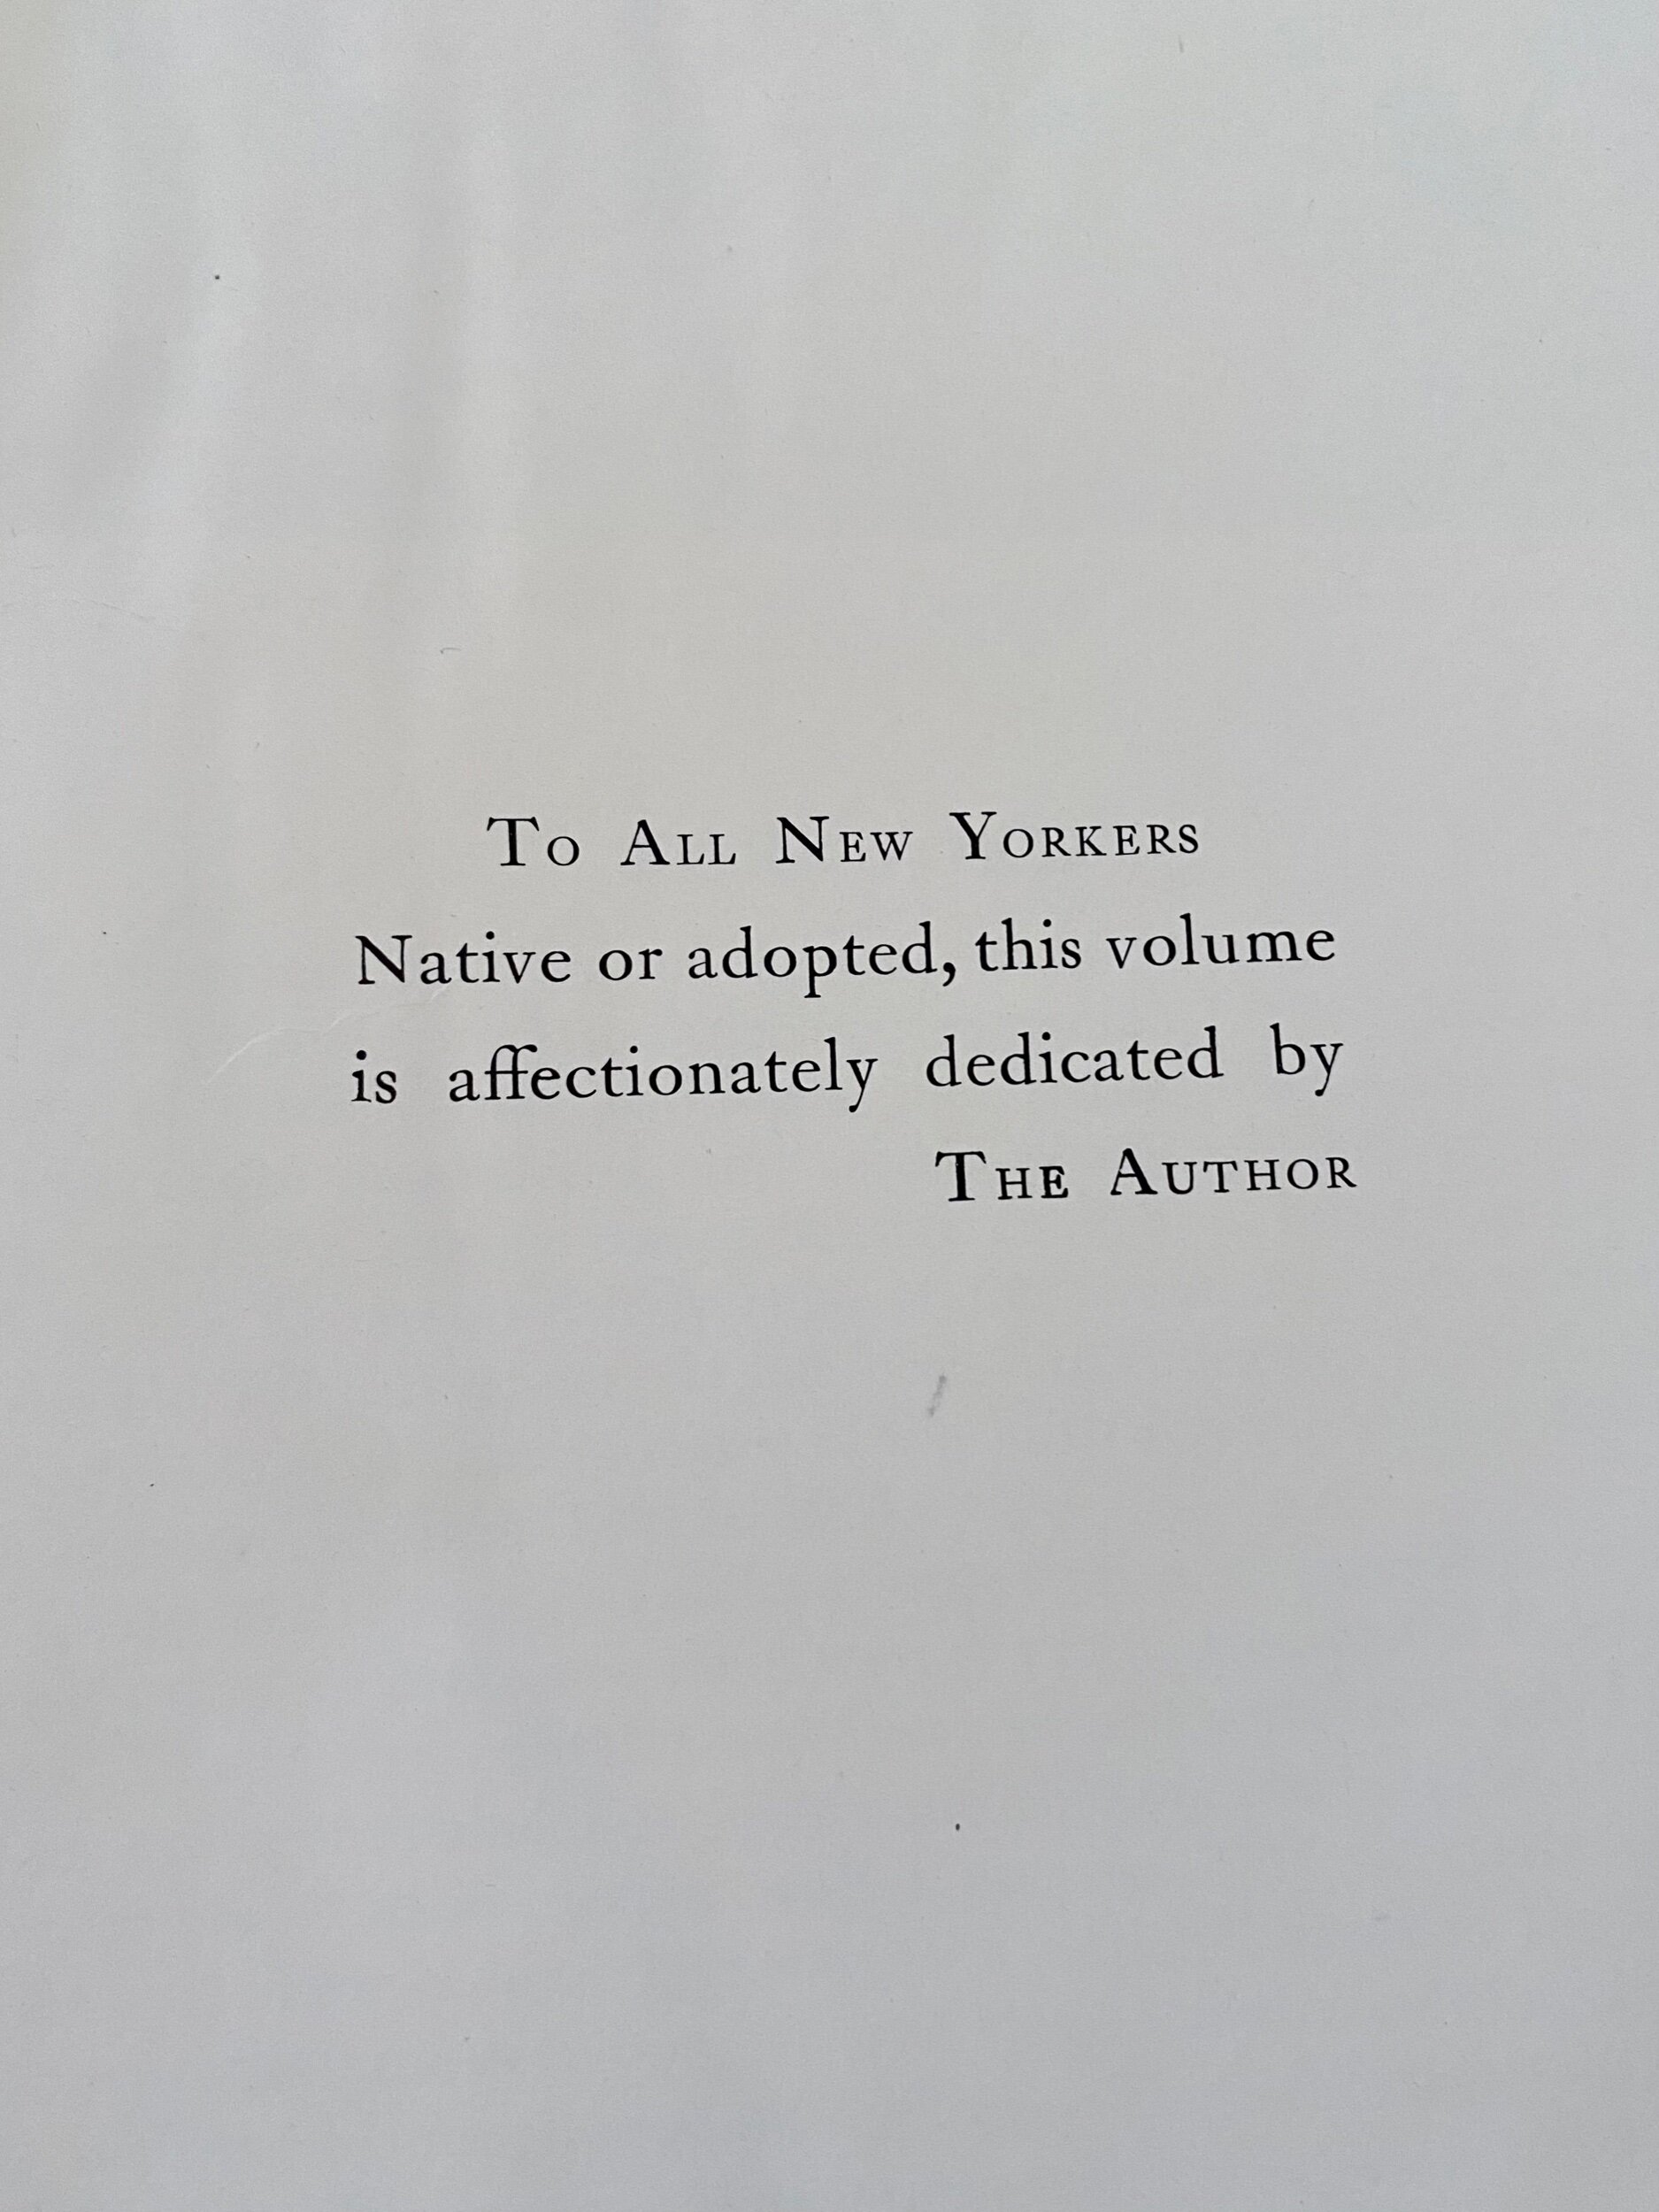 To All New Yorkers
Native or adopted, this volume
is affectionately dedicated by
The Author